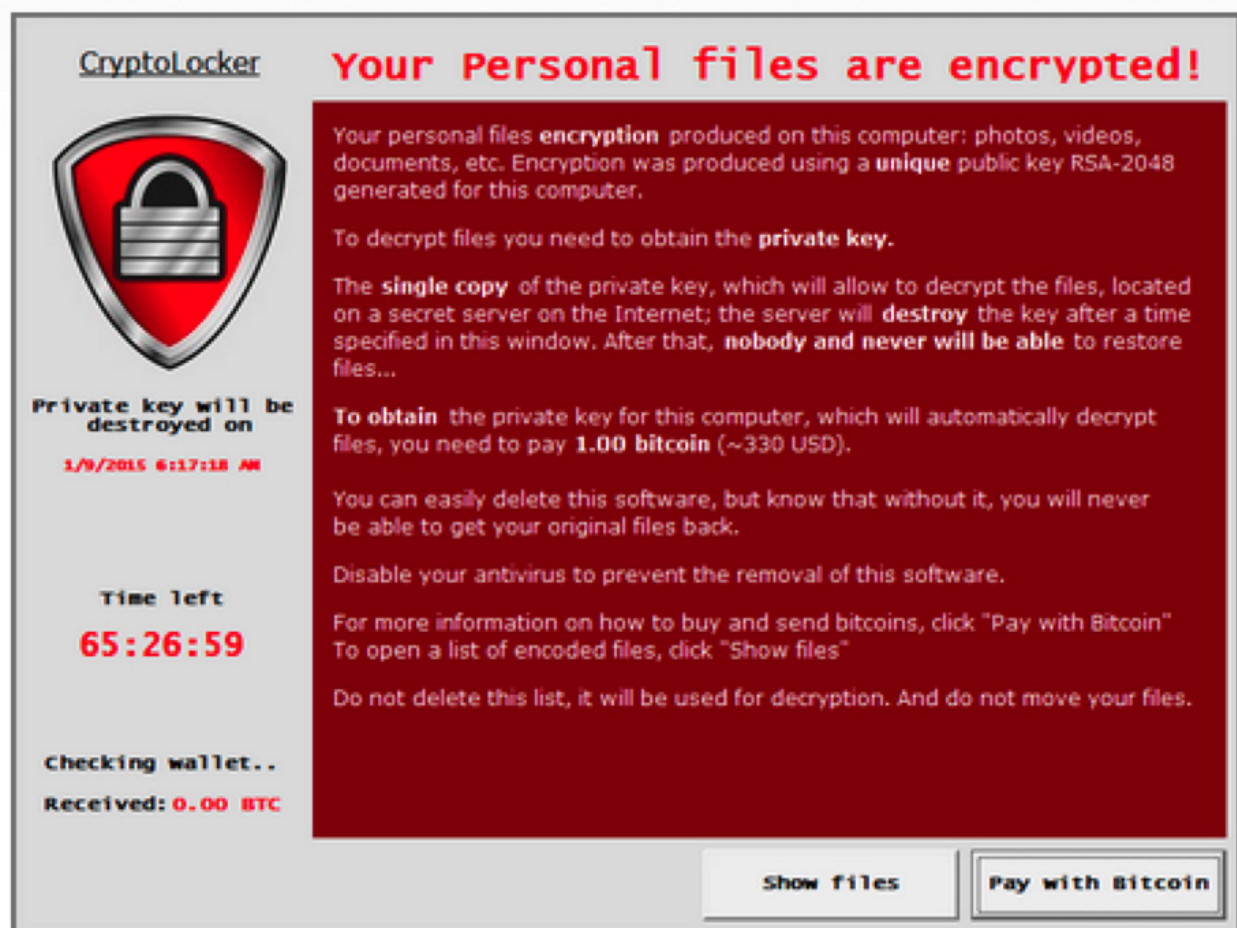 CryptoLocker
Your Personal files are encrypted!
Your personal files encryption produced on this computer: photos, videos,
documents, etc. Encryption was produced using a unique public key RSA-2048
generated for this computer.
To decrypt files you need to obtain the private key.
The single copy of the private key, which will allow to decrypt the files, located
on a secret server on the Internet; the server will destroy the key after a time
specified in this window. After that, nobody and never will be able to restore
files...
To obtain the private key for this computer, which will automatically decrypt
files, you need to pay 1.00 bitcoin (~330 USD).
You can easily delete this software, but know that without it, you will never
be able to get your original files back.
Disable your antivirus to prevent the removal of this software.
For more information on how to buy and send bitcoins, click "Pay with Bitcoin"
To open a list of encoded files, click "Show files"
Do not delete this list, it will be used for decryption. And do not move your files.
Private key will be
destroyed on
1/9/2015 6:17:18 AM
Time left
65:26:59
Checking wallet..
Received: 0.00 BTC
Show files
Pay with Bitcoin